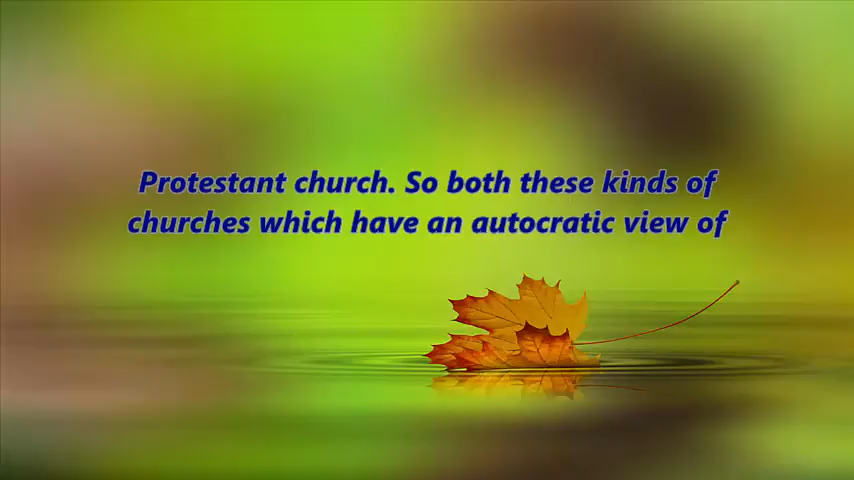 Protestant church. So both these kinds of
churches which have an autocratic view of